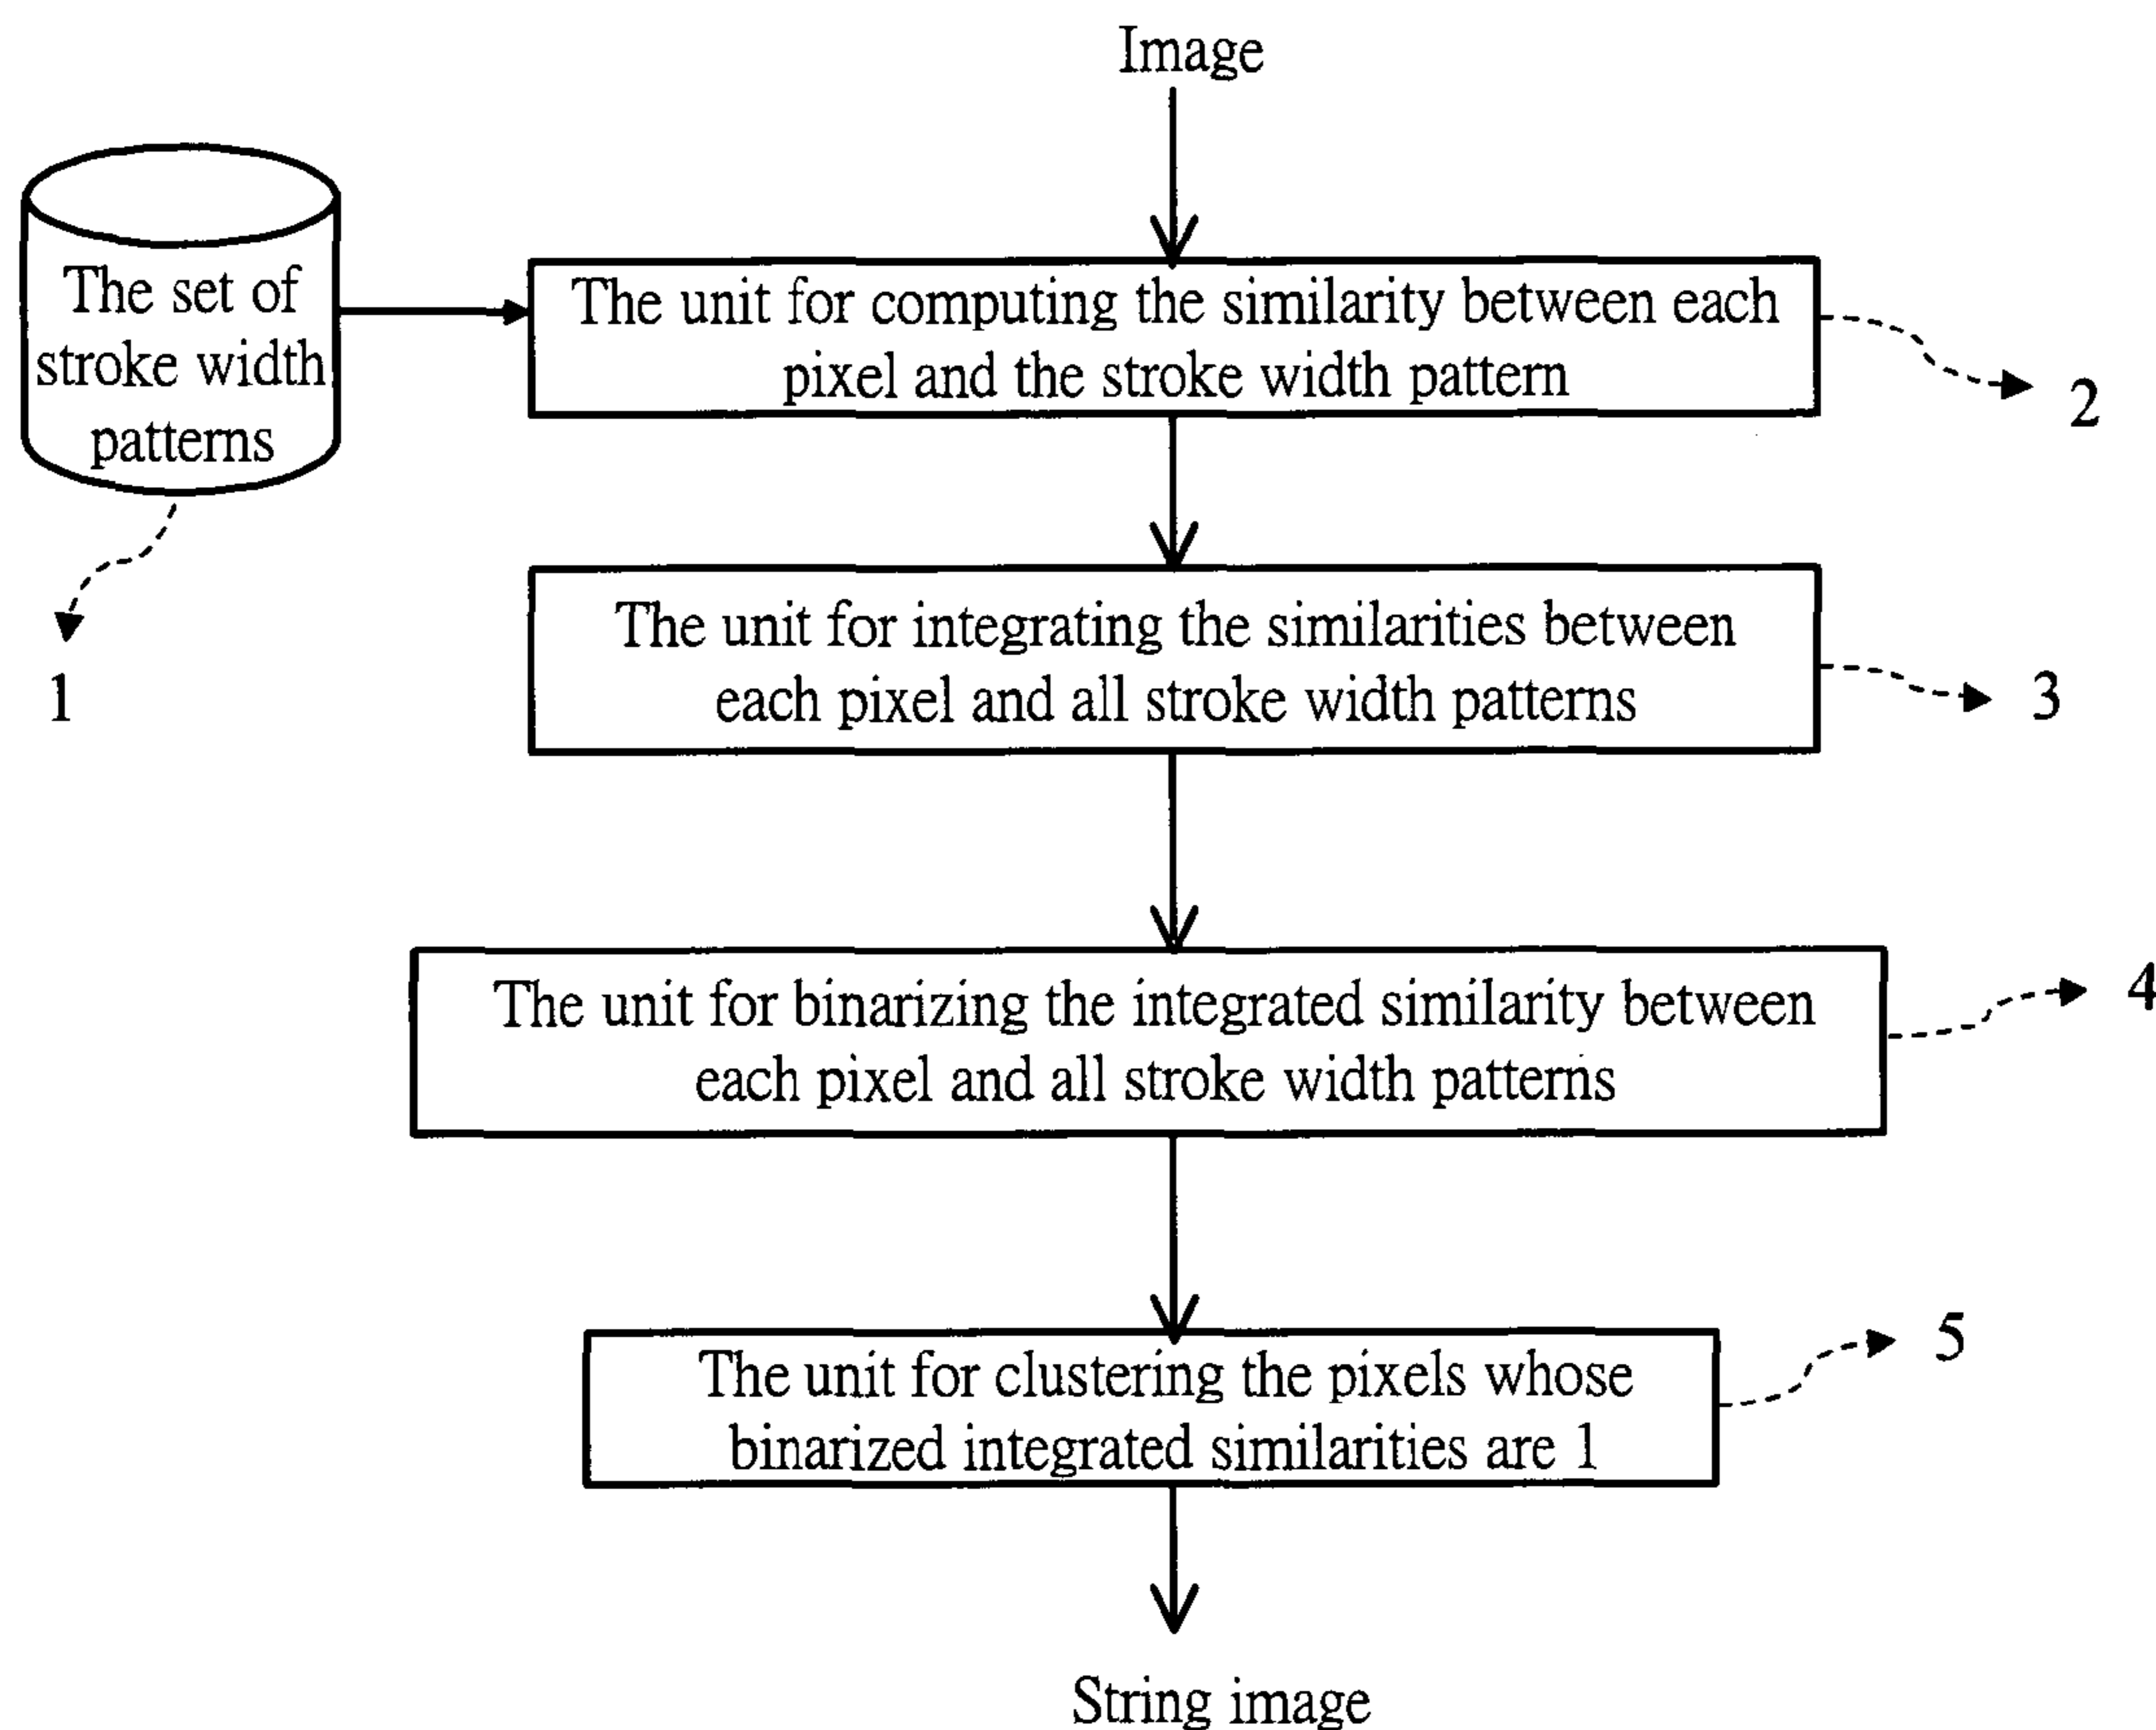 Image
The set of
stroke width
patterns
1
The unit for computing the similarity between each
pixel and the stroke width pattern
2
The unit for integrating the similarities between
each pixel and all stroke width patterns
3
The unit for binarizing the integrated similarity between
each pixel and all stroke width patterns
4
The unit for clustering the pixels whose
binarized integrated similarities are 1
5
String image